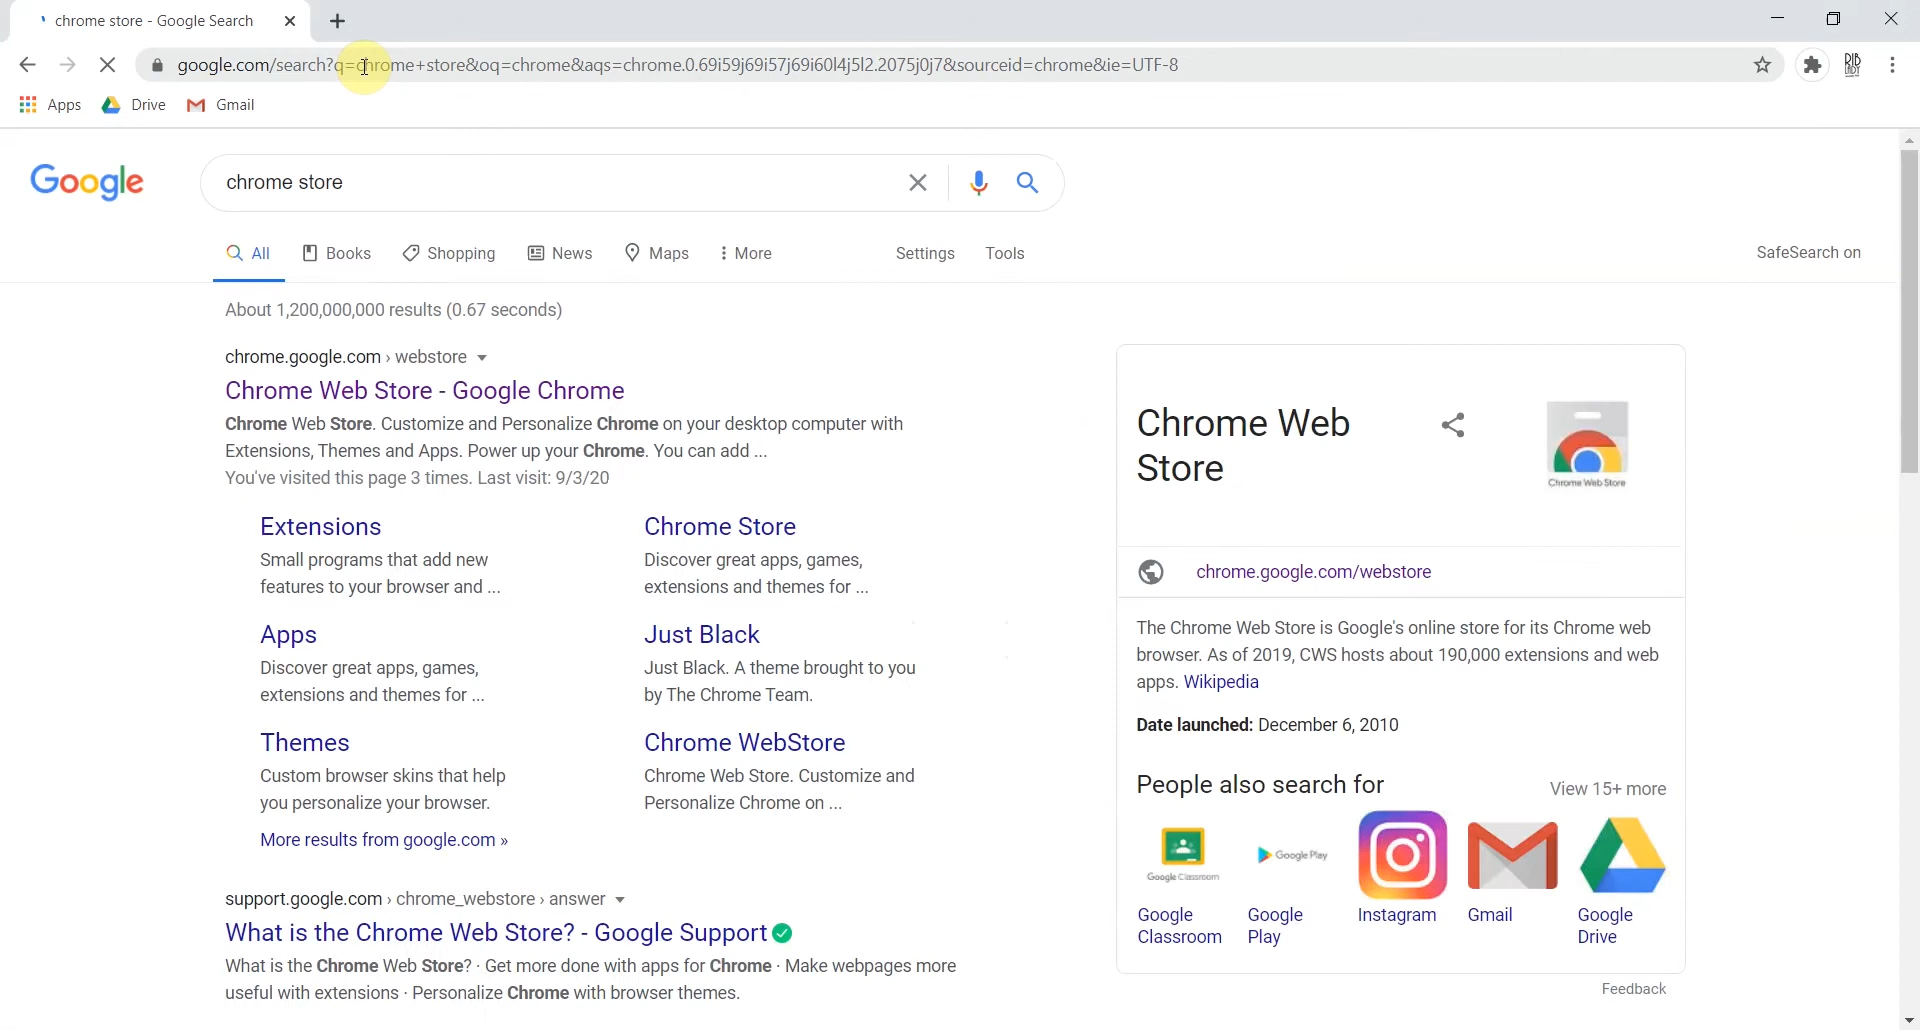 chrome store - Google Search
google.com/search?q=chrome+store&oq=chrome&aqs=chrome.0.69i59j69i57j69i60l4j5l2.2075j0j7&sourceid=chrome&ie=UTF-8
RIB LADY
Apps Drive Gmail
Google chrome store
All Books Shopping News Maps More Settings Tools SafeSearch on
About 1,200,000,000 results (0.67 seconds)
chrome.google.com › webstore
Chrome Web Store - Google Chrome
Chrome Web Store. Customize and Personalize Chrome on your desktop computer with
Extensions, Themes and Apps. Power up your Chrome. You can add ...
You've visited this page 3 times. Last visit: 9/3/20
Extensions
Small programs that add new
features to your browser and ...
Chrome Store
Discover great apps, games,
extensions and themes for ...
Apps
Discover great apps, games,
extensions and themes for ...
Just Black
Just Black. A theme brought to you
by The Chrome Team.
Themes
Custom browser skins that help
you personalize your browser.
Chrome WebStore
Chrome Web Store. Customize and
Personalize Chrome on ...
More results from google.com »
support.google.com › chrome_webstore › answer
What is the Chrome Web Store? - Google Support
What is the Chrome Web Store? · Get more done with apps for Chrome · Make webpages more
useful with extensions · Personalize Chrome with browser themes.
Chrome Web
Store
Chrome Web Store
chrome.google.com/webstore
The Chrome Web Store is Google's online store for its Chrome web
browser. As of 2019, CWS hosts about 190,000 extensions and web
apps. Wikipedia
Date launched: December 6, 2010
People also search for
View 15+ more
Google Classroom
Google Play
Google
Classroom
Google
Play
Instagram
Gmail
Google
Drive
Feedback